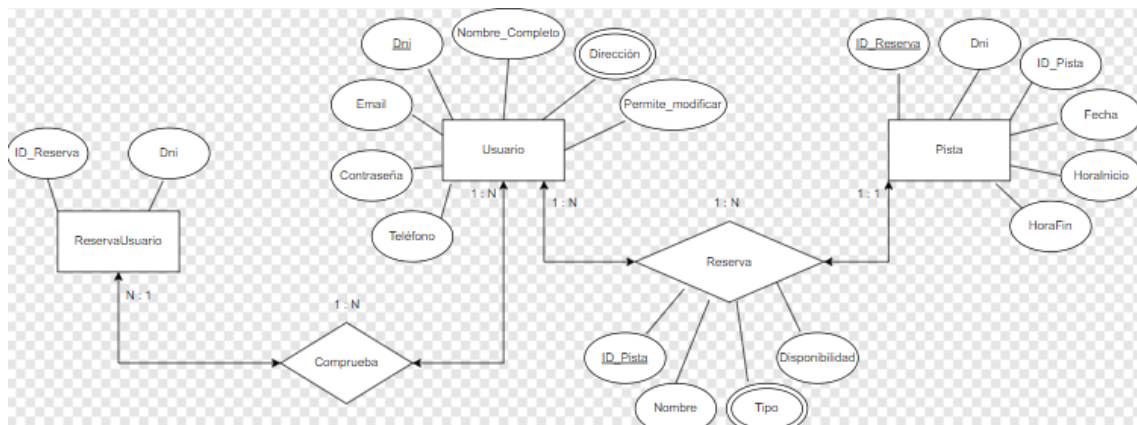 Nombre_Completo
Dni
Dirección
ID_Reserva
Dni
ID_Pista
Email
Permite_modificar
Fecha
ID_Reserva
Dni
Usuario
Pista
Contraseña
HoraInicio
1 : N
1 : N
1 : N
1 : 1
Teléfono
HoraFin
ReservaUsuario
Reserva
N : 1
1 : N
Comprueba
ID_Pista
Disponibilidad
Nombre
Tipo